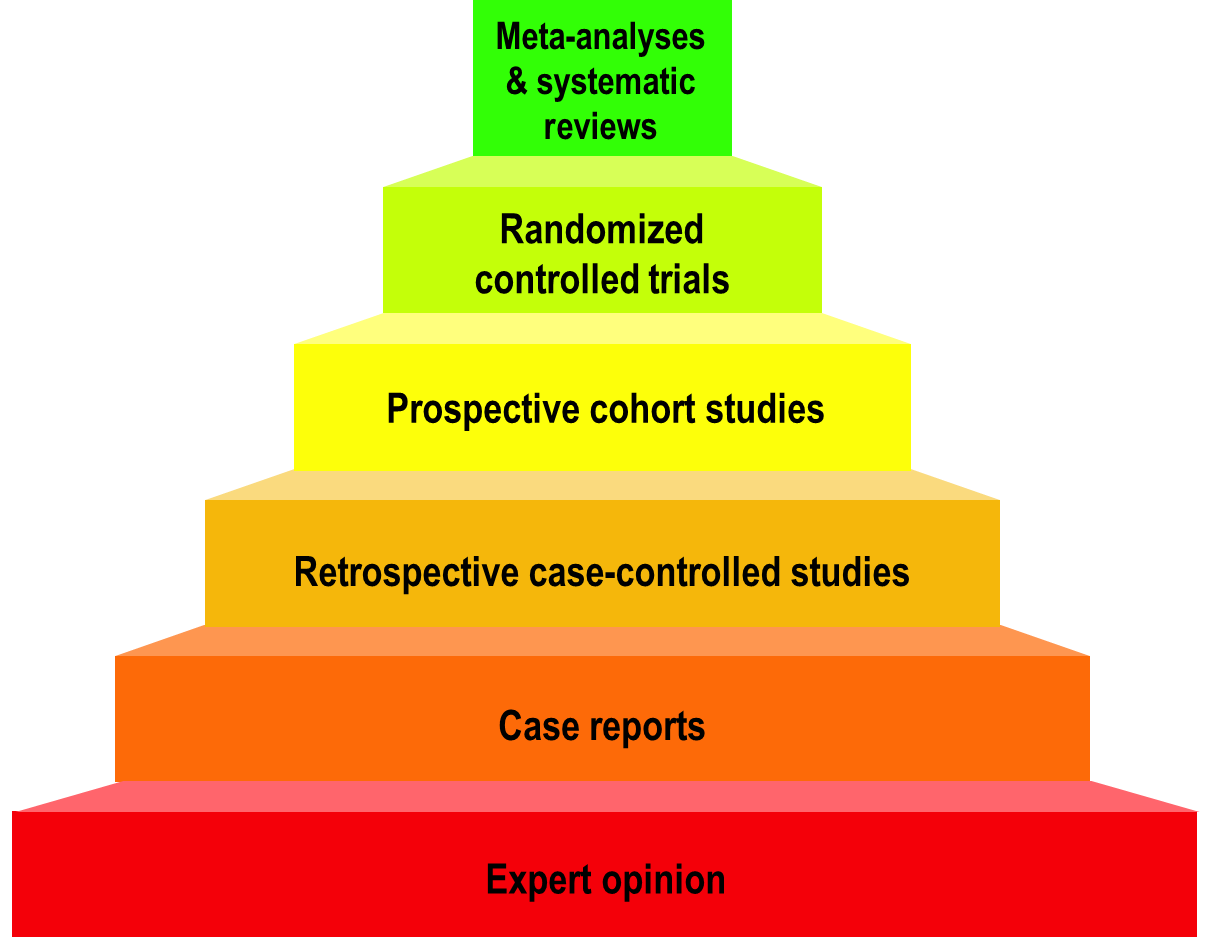 Meta-analyses
& systematic
reviews
Randomized
controlled trials
Prospective cohort studies
Retrospective case-controlled studies
Case reports
Expert opinion